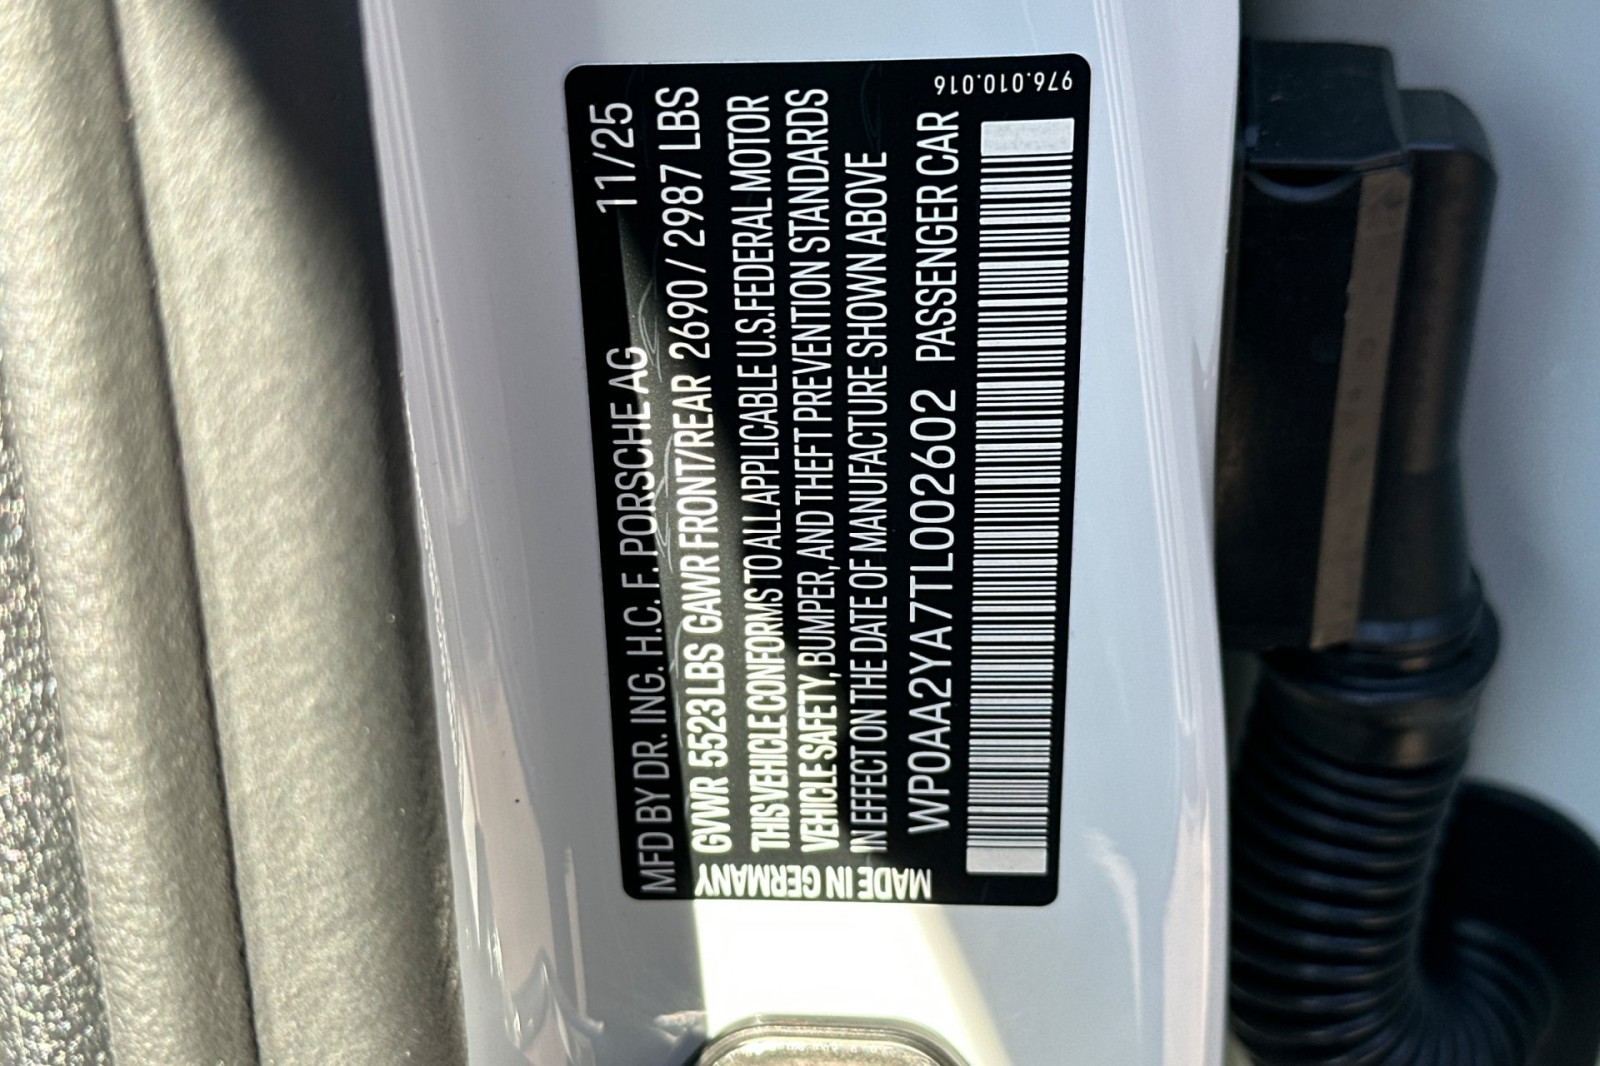 MFD BY DR. ING. H.C. F. PORSCHE AG 11/25
GVWR 5523 LBS GAWR FRONT/REAR 2690 / 2987 LBS
THIS VEHICLE CONFORMS TO ALL APPLICABLE U.S. FEDERAL MOTOR
VEHICLE SAFETY, BUMPER, AND THEFT PREVENTION STANDARDS
IN EFFECT ON THE DATE OF MANUFACTURE SHOWN ABOVE
WP0AA2YA7TL002602 PASSENGER CAR
MADE IN GERMANY
976.010.016